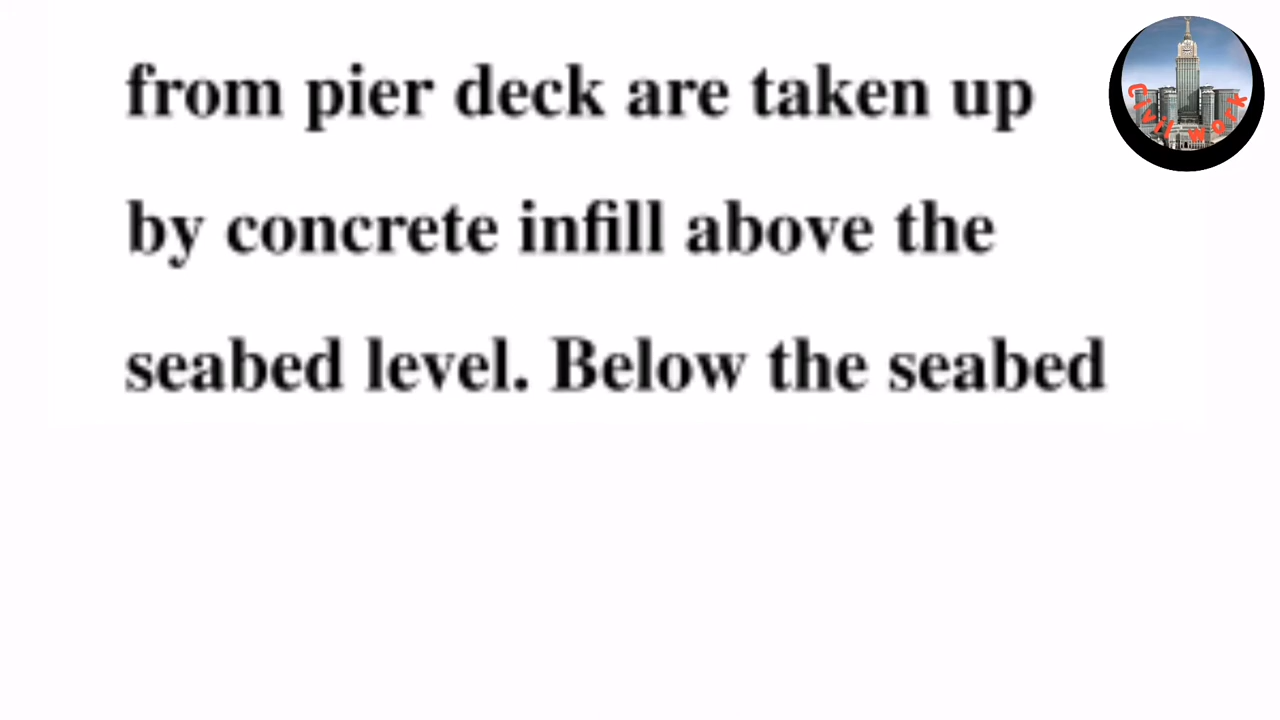 from pier deck are taken up
by concrete infill above the
seabed level. Below the seabed
Civil work